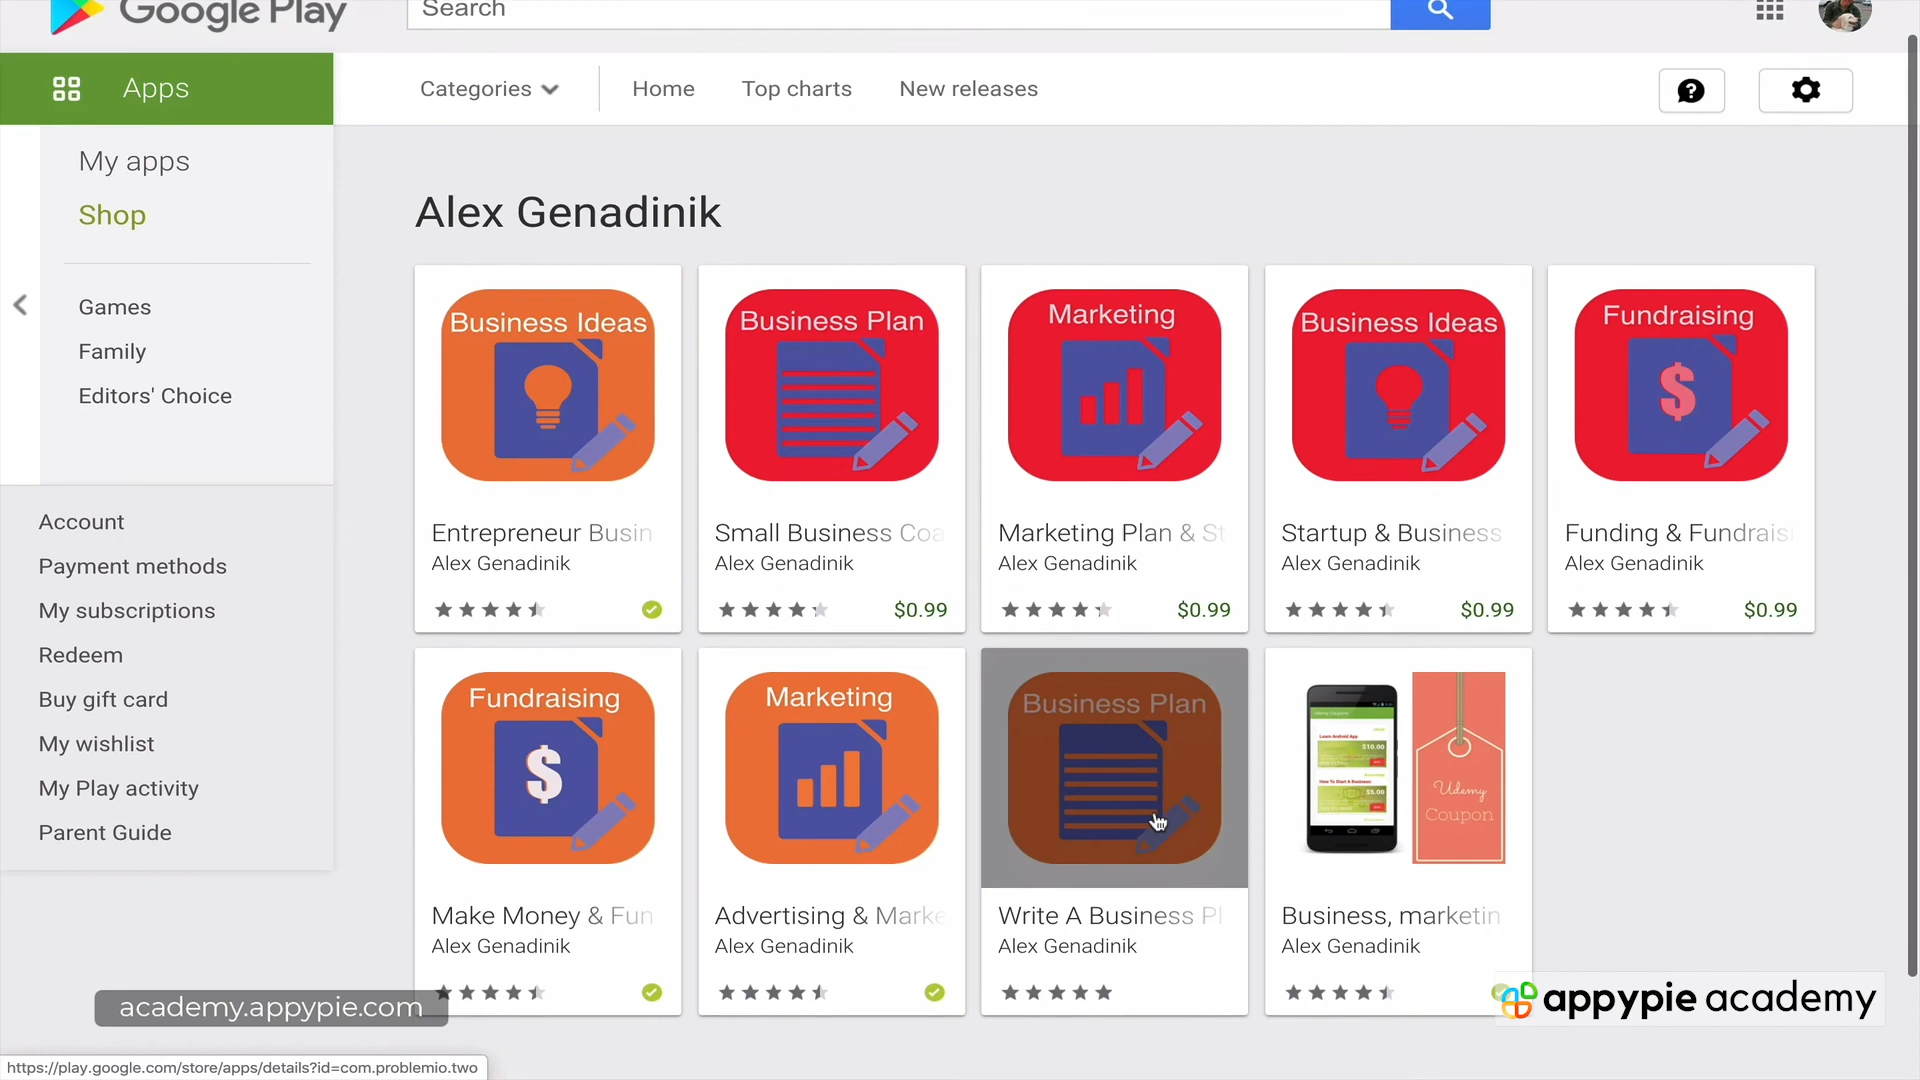 Google Play
Search
Apps
Categories
Home
Top charts
New releases
My apps
Shop
Games
Family
Editors' Choice
Account
Payment methods
My subscriptions
Redeem
Buy gift card
My wishlist
My Play activity
Parent Guide
Alex Genadinik
Business Ideas
Business Plan
Marketing
Business Ideas
Fundraising
Entrepreneur Busin
Small Business Coa
Marketing Plan & St
Startup & Business
Funding & Fundrais
Alex Genadinik
Alex Genadinik
Alex Genadinik
Alex Genadinik
Alex Genadinik
$0.99
$0.99
$0.99
$0.99
Fundraising
Marketing
Business Plan
$10.00
$5.00
Udemy
Coupon
Make Money & Fun
Advertising & Marke
Write A Business Pl
Business, marketin
Alex Genadinik
Alex Genadinik
Alex Genadinik
Alex Genadinik
academy.appypie.com
appypie academy
https://play.google.com/store/apps/details?id=com.problemio.two